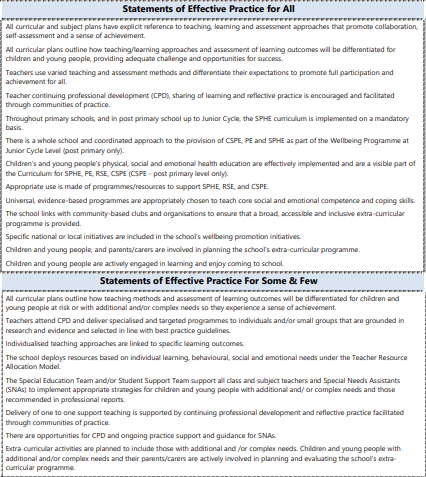 Statements of Effective Practice for All
All curricular and subject plans have explicit reference to teaching, learning and assessment approaches that promote collaboration,
self-assessment and a sense of achievement.
All curricular plans outline how teaching/learning approaches and assessment of learning outcomes will be differentiated for
children and young people, providing adequate challenge and opportunities for success.
Teachers use varied teaching and assessment methods and differentiate their expectations to promote full participation and
achievement for all.
Teacher continuing professional development (CPD), sharing of learning and reflective practice is encouraged and facilitated
through communities of practice.
Throughout primary schools, and in post primary school up to Junior Cycle, the SPHE curriculum is implemented on a mandatory
basis.
There is a whole school and coordinated approach to the provision of CSPE, PE and SPHE as part of the Wellbeing Programme at
Junior Cycle Level (post primary only).
Children's and young people's physical, social and emotional health education are effectively implemented and are a visible part of
the Curriculum for SPHE, PE, RSE, CSPE (CSPE - post primary level only).
Appropriate use is made of programmes/resources to support SPHE, RSE, and CSPE.
Universal, evidence-based programmes are appropriately chosen to teach core social and emotional competence and coping skills.
The school links with community-based clubs and organisations to ensure that a broad, accessible and inclusive extra-curricular
programme is provided.
Specific national or local initiatives are included in the school's wellbeing promotion initiatives.
Children and young people, and parents/carers are involved in planning the school's extra-curricular programme.
Children and young people are actively engaged in learning and enjoy coming to school.
Statements of Effective Practice For Some & Few
All curricular plans outline how teaching methods and assessment of learning outcomes will be differentiated for children and
young people at risk or with additional and/or complex needs so they experience a sense of achievement.
Teachers attend CPD and deliver specialised and targeted programmes to individuals and/or small groups that are grounded in
research and evidence and selected in line with best practice guidelines.
Individualised teaching approaches are linked to specific learning outcomes.
The school deploys resources based on individual learning, behavioural, social and emotional needs under the Teacher Resource
Allocation Model.
The Special Education Team and/or Student Support Team support all class and subject teachers and Special Needs Assistants
(SNAs) to implement appropriate strategies for children and young people with additional and/ or complex needs and those
recommended in professional reports.
Delivery of one to one support teaching is supported by continuing professional development and reflective practice facilitated
through communities of practice.
There are opportunities for CPD and ongoing practice support and guidance for SNAs.
Extra-curricular activities are planned to include those with additional and /or complex needs. Children and young people with
additional and/or complex needs and their parents/carers are actively involved in planning and evaluating the school's extra-
curricular programme.